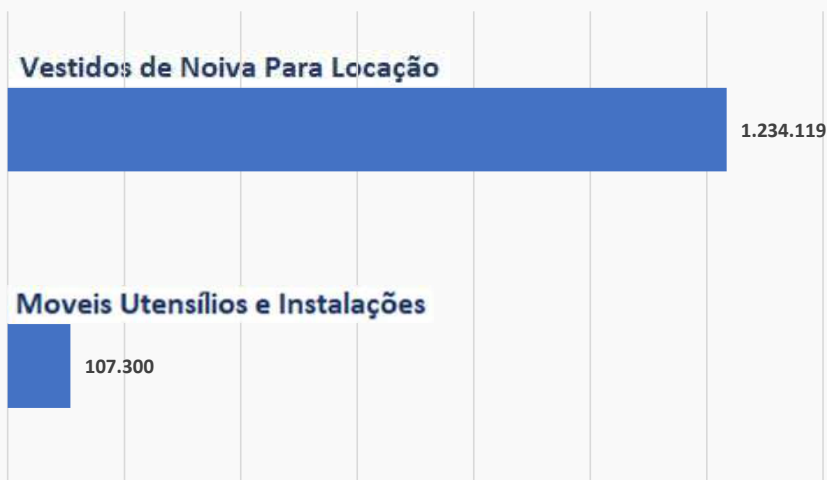 Vestidos de Noiva Para Locação
1.234.119
Moveis Utensílios e Instalações
107.300